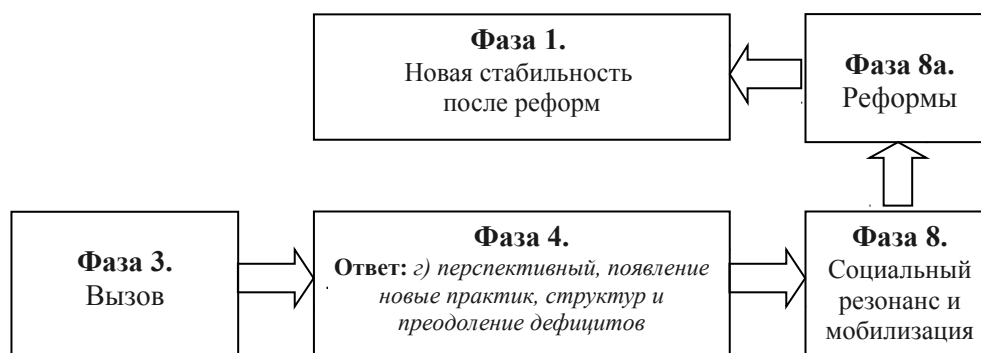 Фаза 1.
Новая стабильность
после реформ
Фаза 8а.
Реформы
Фаза 3.
Вызов
Фаза 4.
Ответ: г) перспективный, появление
новые практик, структур и
преодоление дефицитов
Фаза 8.
Социальный
резонанс и
мобилизация